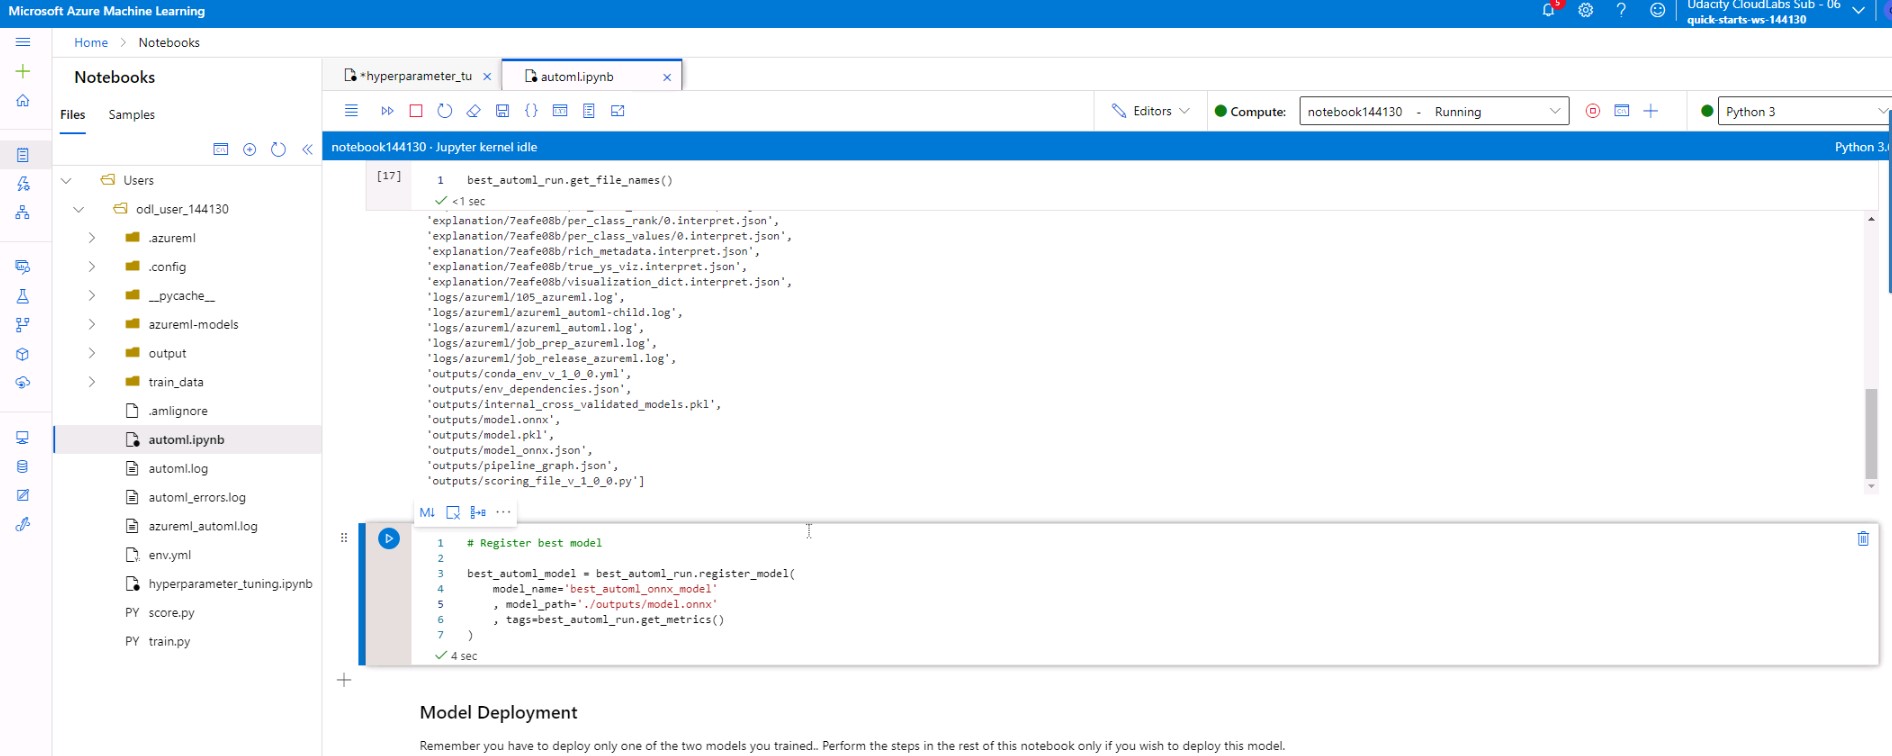 Microsoft Azure Machine Learning
5
Udacity CloudLabs Sub - 06
quick-starts-ws-144130
Home > Notebooks
Notebooks
Files Samples
Users
odl_user_144130
.azureml
.config
__pycache__
azureml-models
output
train_data
.amlignore
automl.ipynb
automl.log
automl_errors.log
azureml_automl.log
env.yml
hyperparameter_tuning.ipynb
PY score.py
PY train.py
*hyperparameter_tu automl.ipynb
Editors Compute: notebook144130 - Running Python 3
notebook144130 · Jupyter kernel idle Python 3.
[17] 1 best_automl_run.get_file_names()
<1 sec
'explanation/7eafe08b/per_class_rank/0.interpret.json',
'explanation/7eafe08b/per_class_values/0.interpret.json',
'explanation/7eafe08b/rich_metadata.interpret.json',
'explanation/7eafe08b/true_ys_viz.interpret.json',
'explanation/7eafe08b/visualization_dict.interpret.json',
'logs/azureml/105_azureml.log',
'logs/azureml/azureml_automl-child.log',
'logs/azureml/azureml_automl.log',
'logs/azureml/job_prep_azureml.log',
'logs/azureml/job_release_azureml.log',
'outputs/conda_env_v_1_0_0.yml',
'outputs/env_dependencies.json',
'outputs/internal_cross_validated_models.pkl',
'outputs/model.onnx',
'outputs/model.pkl',
'outputs/model_onnx.json',
'outputs/pipeline_graph.json',
'outputs/scoring_file_v_1_0_0.py']
M↓ ···
1 # Register best model
2
3 best_automl_model = best_automl_run.register_model(
4 model_name='best_automl_onnx_model'
5 , model_path='./outputs/model.onnx'
6 , tags=best_automl_run.get_metrics()
7 )
4 sec
Model Deployment
Remember you have to deploy only one of the two models you trained.. Perform the steps in the rest of this notebook only if you wish to deploy this model.